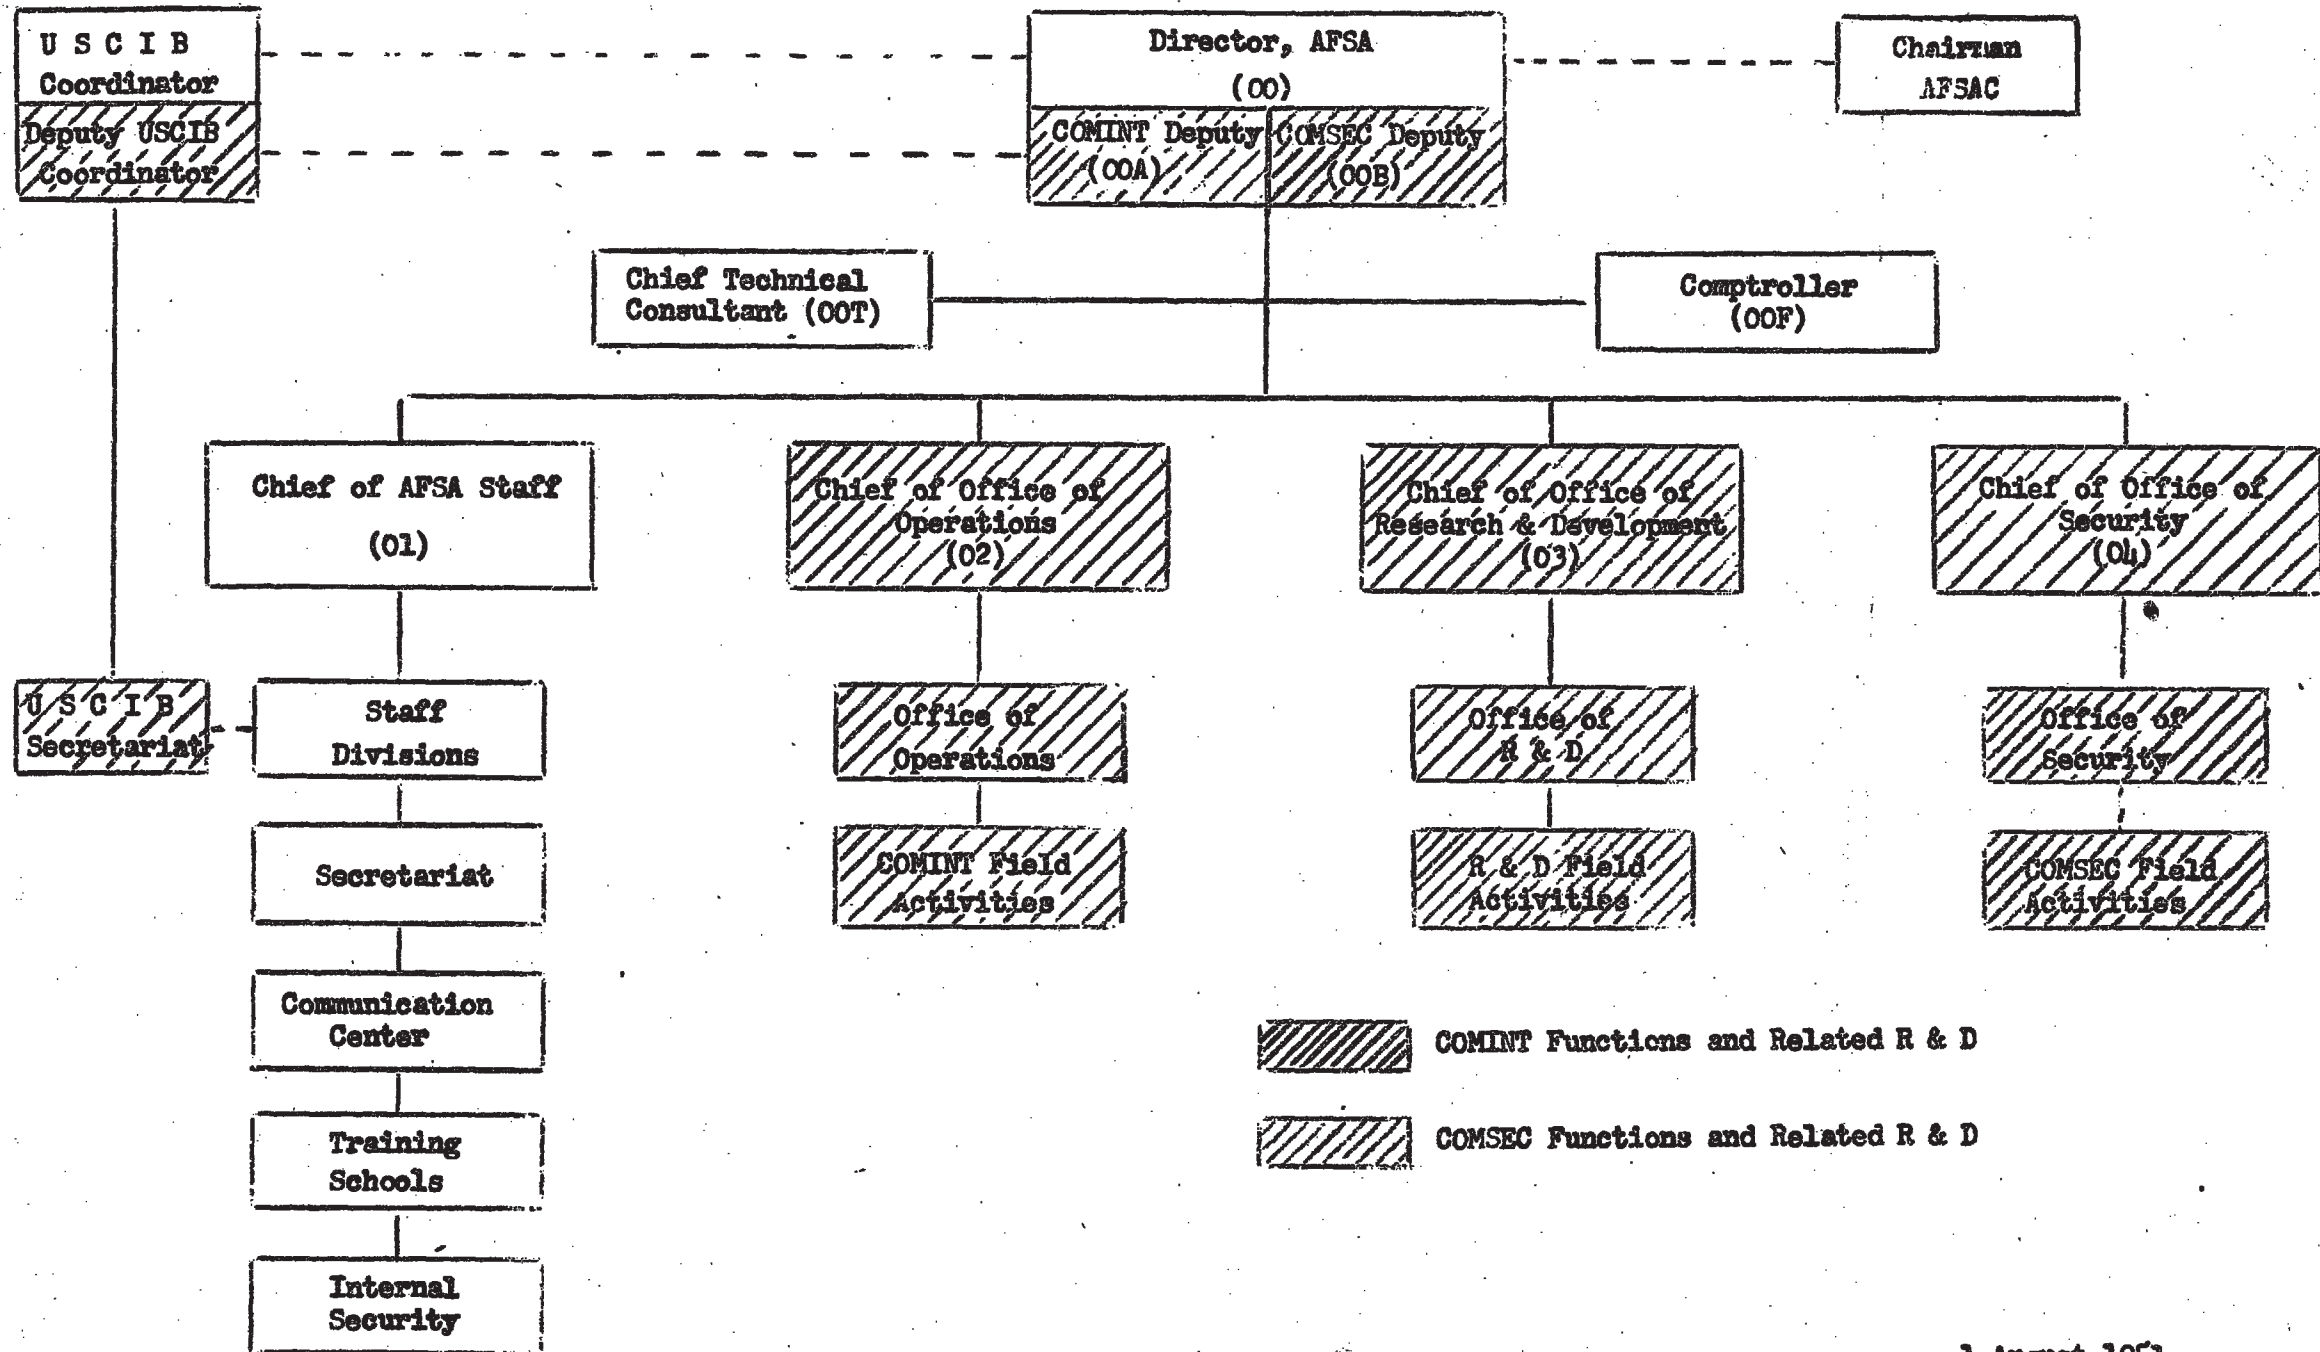 U S C I B
Coordinator
Deputy USCIB
Coordinator
Director, AFSA
(00)
COMINT Deputy
(00A)
COMSEC Deputy
(00B)
Chairman
AFSAC
Chief Technical
Consultant (00T)
Comptroller
(00F)
Chief of AFSA Staff
(01)
Chief of Office of
Operations
(02)
Chief of Office of
Research & Development
(03)
Chief of Office of
Security
(04)
U S C I B
Secretariat
Staff
Divisions
Office of
Operations
Office of
R & D
Office of
Security
Secretariat
COMINT Field
Activities
R & D Field
Activities
COMSEC Field
Activities
Communication
Center
COMINT Functions and Related R & D
COMSEC Functions and Related R & D
Training
Schools
Internal
Security